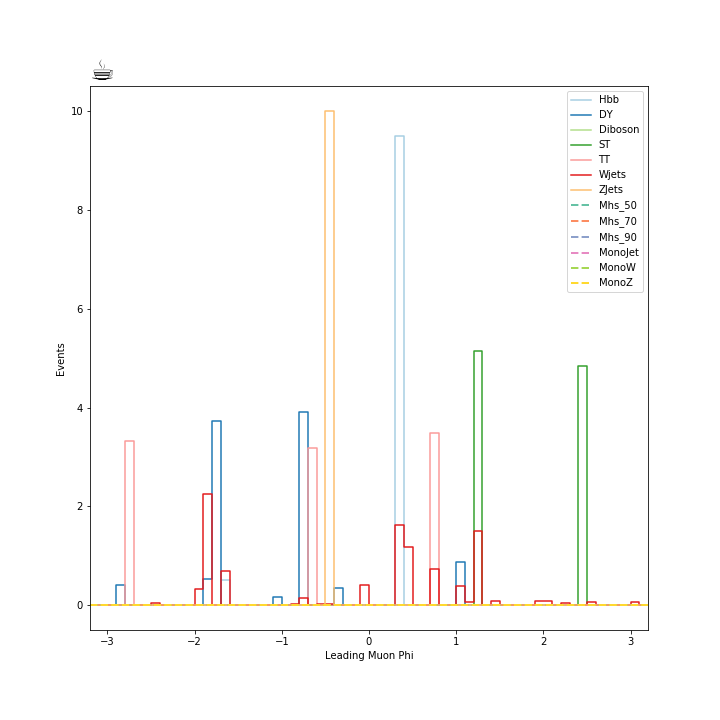 Hbb
DY
Diboson
ST
TT
Wjets
ZJets
Mhs_50
Mhs_70
Mhs_90
MonoJet
MonoW
MonoZ
Events
10
8
6
4
2
0
−3 −2 −1 0 1 2 3
Leading Muon Phi